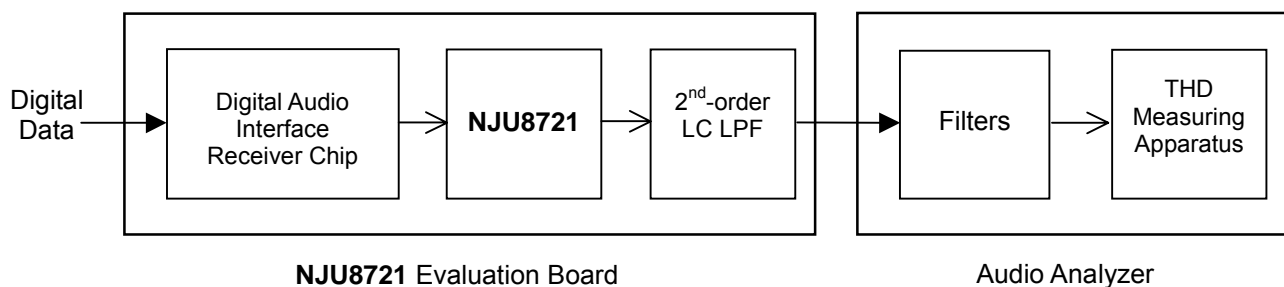 Digital
Data
Digital Audio
Interface
Receiver Chip
NJU8721
2nd-order
LC LPF
Filters
THD
Measuring
Apparatus
NJU8721 Evaluation Board
Audio Analyzer